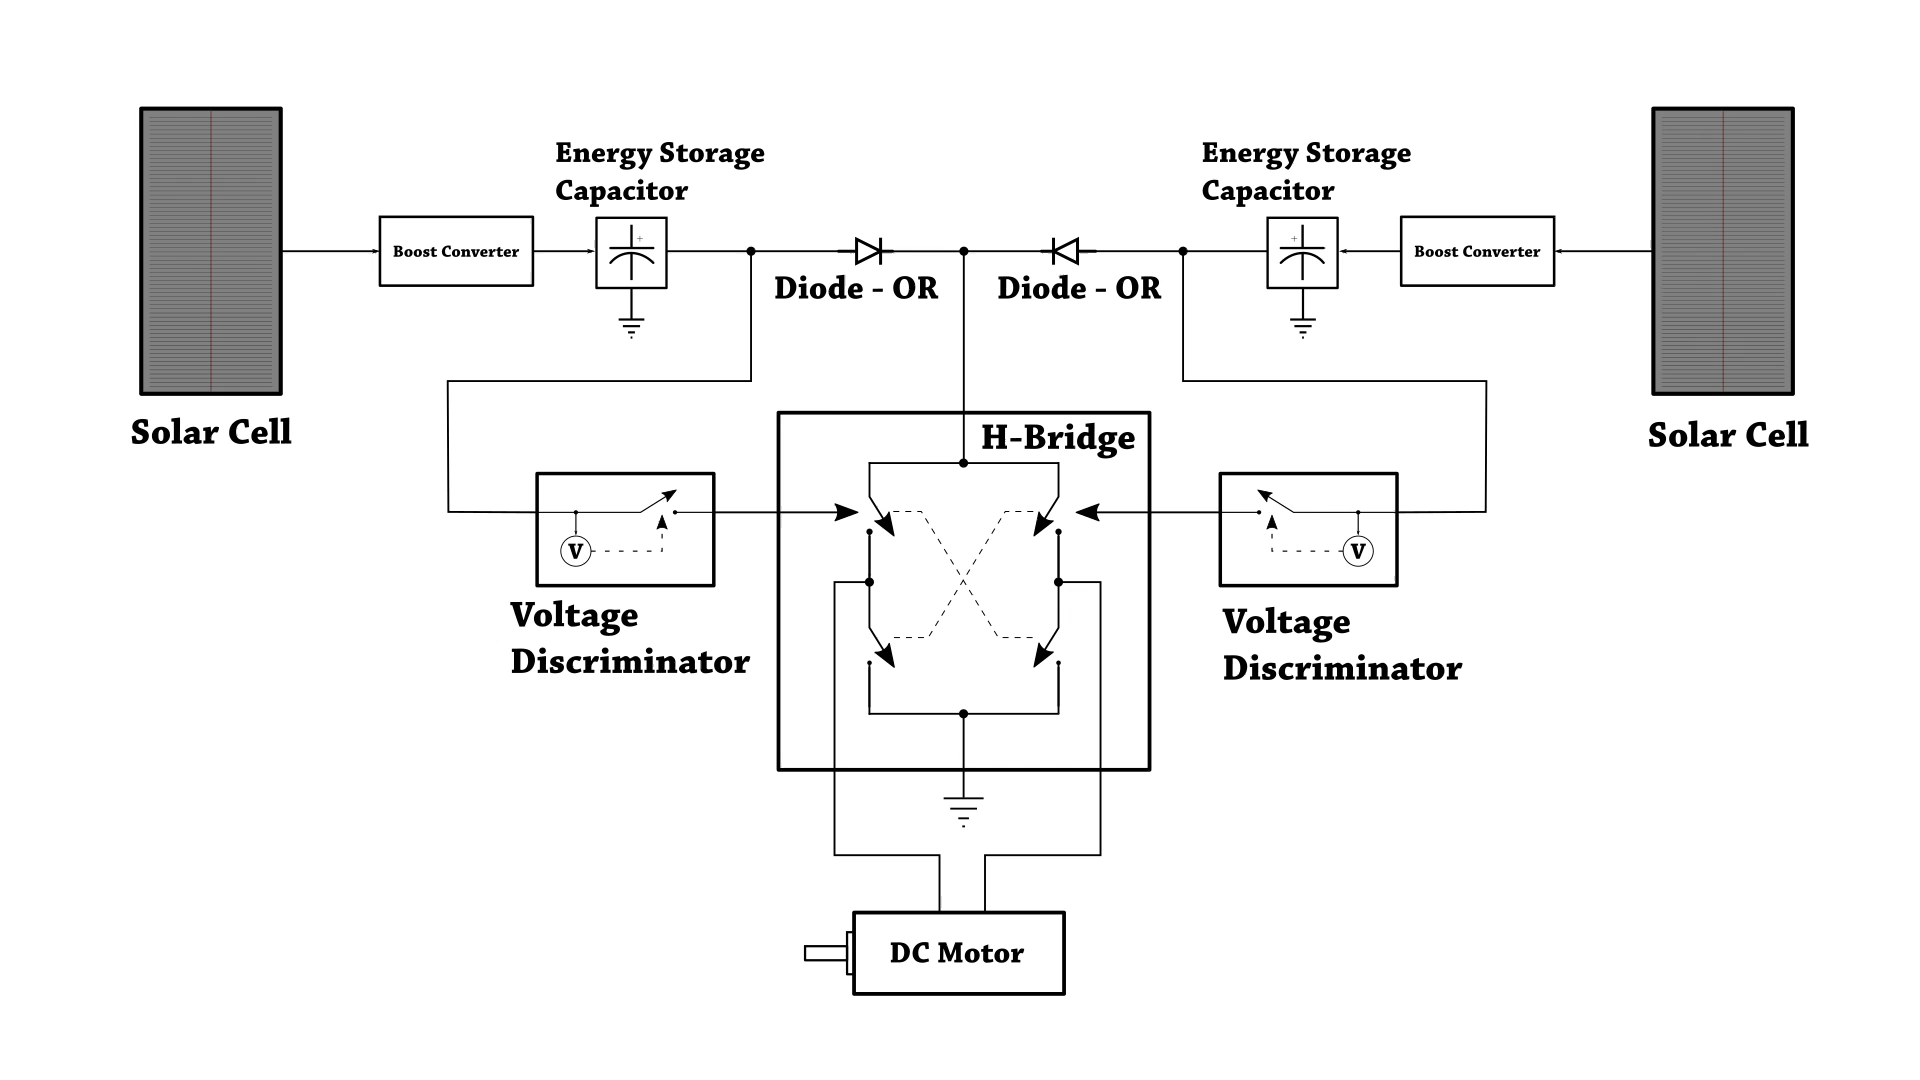 Energy Storage
Capacitor
Energy Storage
Capacitor
Boost Converter
+
+
Boost Converter
Diode - OR
Diode - OR
Solar Cell
Solar Cell
H-Bridge
V
V
Voltage
Discriminator
Voltage
Discriminator
DC Motor